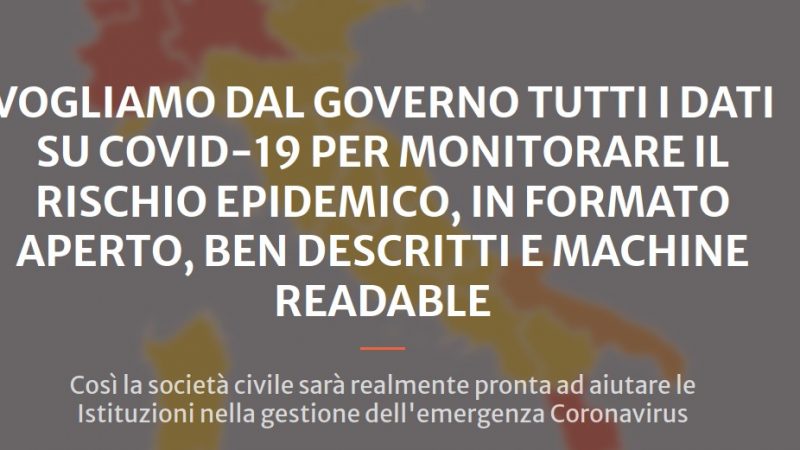 VOGLIAMO DAL GOVERNO TUTTI I DATI
SU COVID-19 PER MONITORARE IL
RISCHIO EPIDEMICO, IN FORMATO
APERTO, BEN DESCRITTI E MACHINE
READABLE
Così la società civile sarà realmente pronta ad aiutare le
Istituzioni nella gestione dell'emergenza Coronavirus